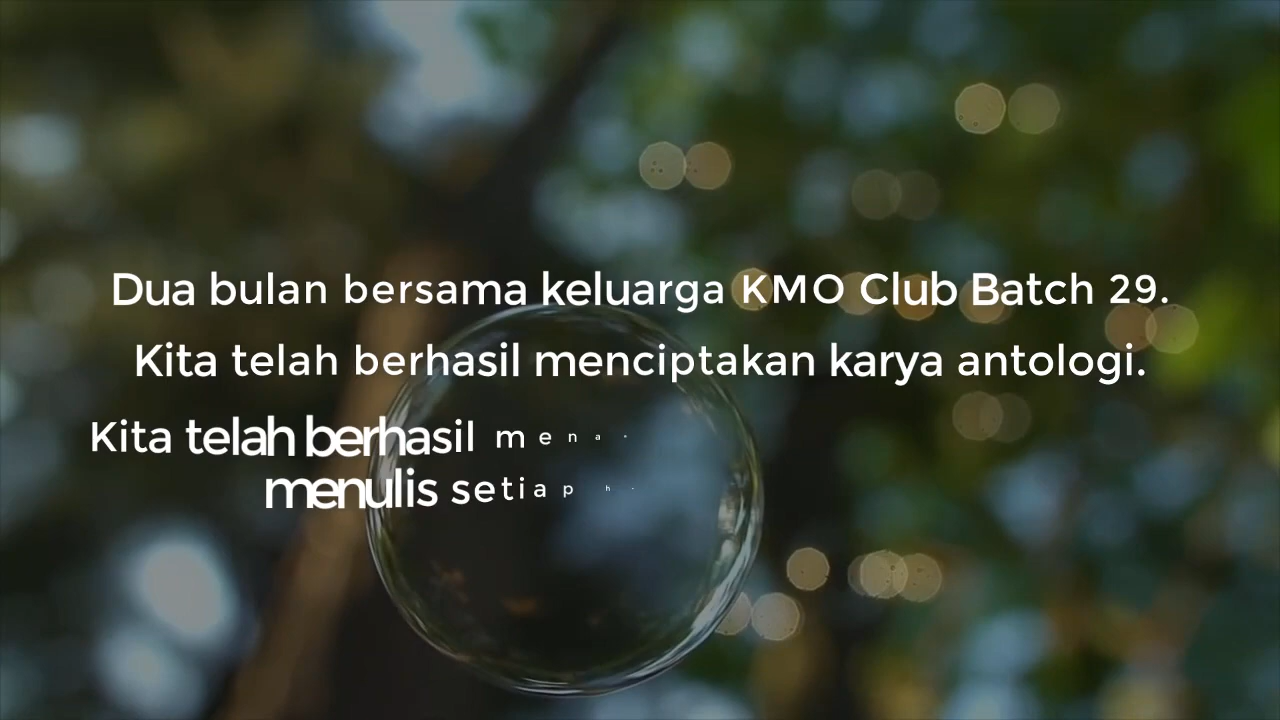 Dua bulan bersama keluarga KMO Club Batch 29.
Kita telah berhasil menciptakan karya antologi.
Kita telah berhasil
menulis setiap